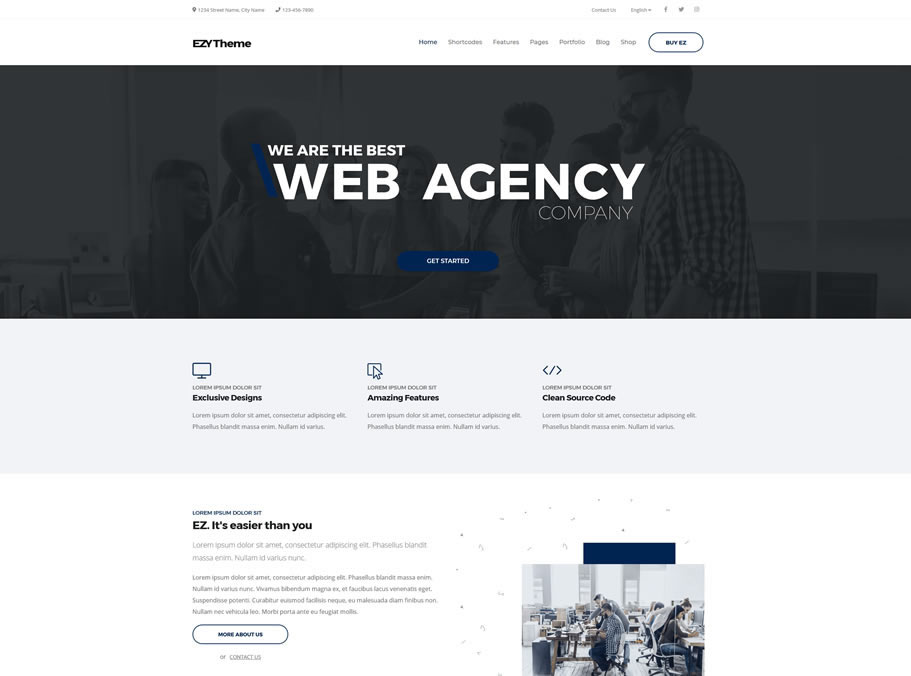 1234 Street Name, City Name 123-456-7890 Contact Us English
EZY Theme Home Shortcodes Features Pages Portfolio Blog Shop BUY EZ
WE ARE THE BEST
WEB AGENCY
COMPANY
GET STARTED
LOREM IPSUM DOLOR SIT
Exclusive Designs
Lorem ipsum dolor sit amet, consectetur adipiscing elit.
Phasellus blandit massa enim. Nullam id varius.
LOREM IPSUM DOLOR SIT
Amazing Features
Lorem ipsum dolor sit amet, consectetur adipiscing elit.
Phasellus blandit massa enim. Nullam id varius.
LOREM IPSUM DOLOR SIT
Clean Source Code
Lorem ipsum dolor sit amet, consectetur adipiscing elit.
Phasellus blandit massa enim. Nullam id varius.
LOREM IPSUM DOLOR SIT
EZ. It's easier than you
Lorem ipsum dolor sit amet, consectetur adipiscing elit. Phasellus blandit
massa enim. Nullam id varius nunc.
Lorem ipsum dolor sit amet, consectetur adipiscing elit. Phasellus blandit massa enim.
Nullam id varius nunc. Vivamus bibendum magna ex, et faucibus lacus venenatis eget.
Suspendisse potenti. Curabitur euismod facilisis neque, eu malesuada diam finibus non.
Nullam nec vehicula leo. Morbi porta ante eu feugiat mollis.
MORE ABOUT US
or CONTACT US